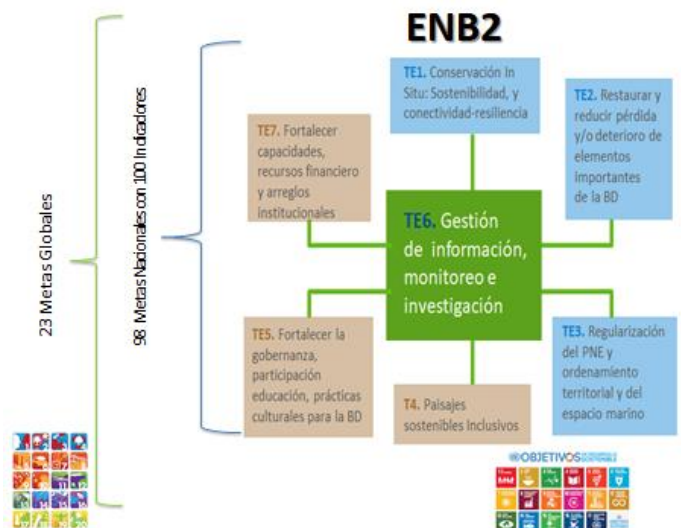 ENB2
23 Metas Globales
98 Metas Nacionales con 100 Indicadores
TE1. Conservación In
Situ: Sostenibilidad, y
conectividad-resiliencia
TE2. Restaurar y
reducir pérdida
y/o deterioro de
elementos
importantes
de la BD
TE7. Fortalecer
capacidades,
recursos financiero
y arreglos
institucionales
TE6. Gestión
de información,
monitoreo e
investigación
TE5. Fortalecer la
gobernanza,
participación
educación, prácticas
culturales para la BD
TE3. Regularización
del PNE y
ordenamiento
territorial y del
espacio marino
T4. Paisajes
sostenibles Inclusivos
OBJETIVOS